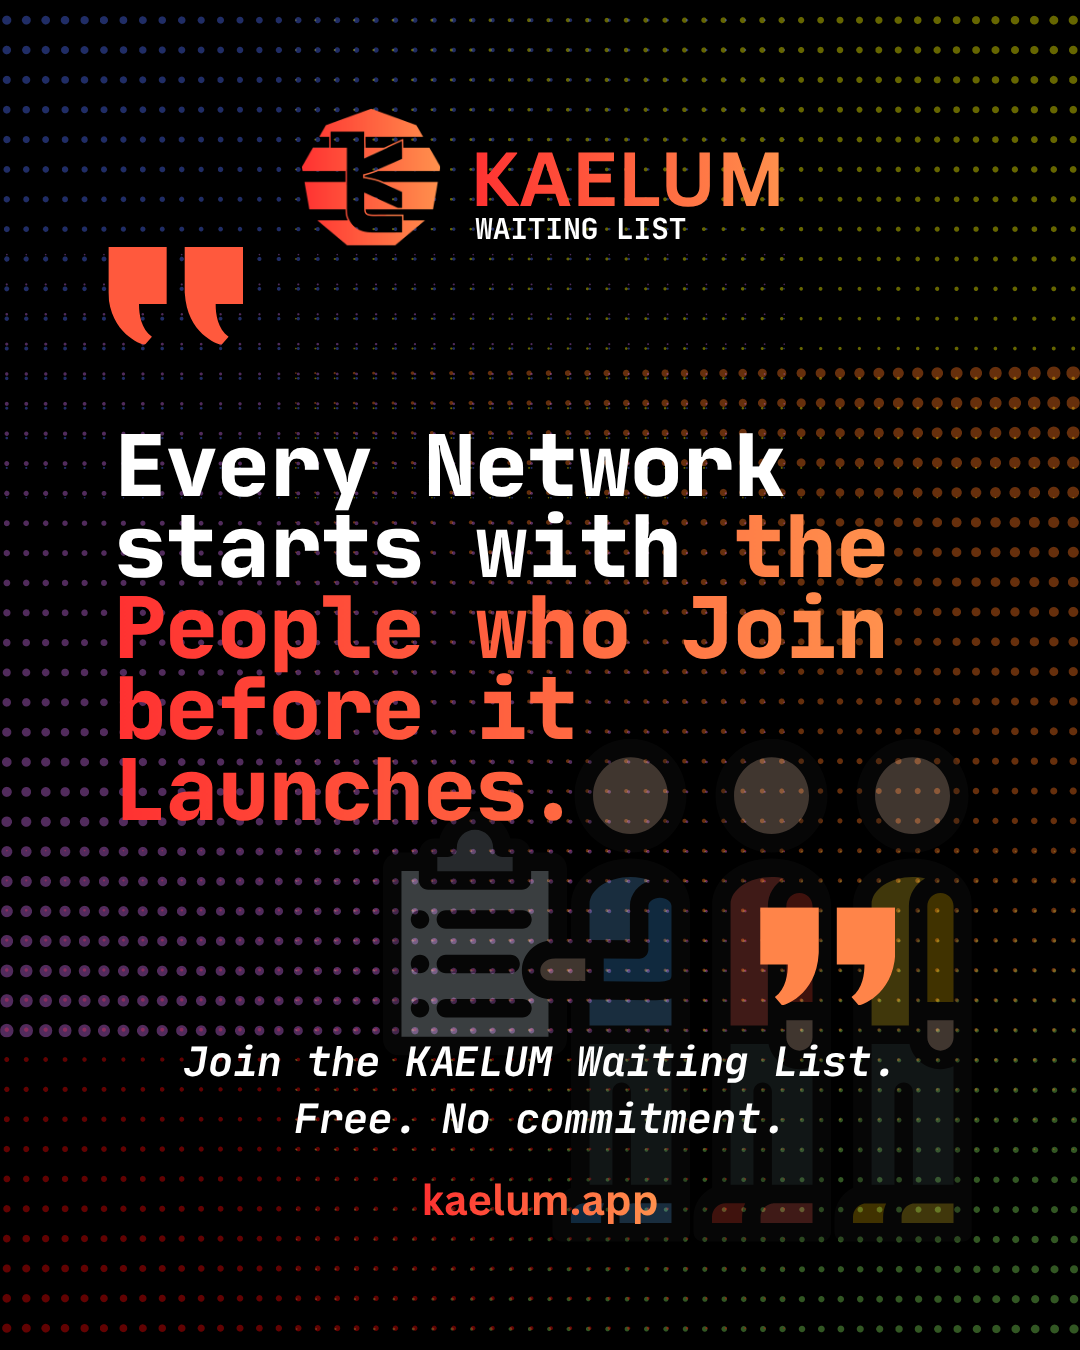 KAELUM
WAITING LIST
"
Every Network
starts with the
People who Join
before it
Launches.
"
Join the KAELUM Waiting List.
Free. No commitment.
kaelum.app